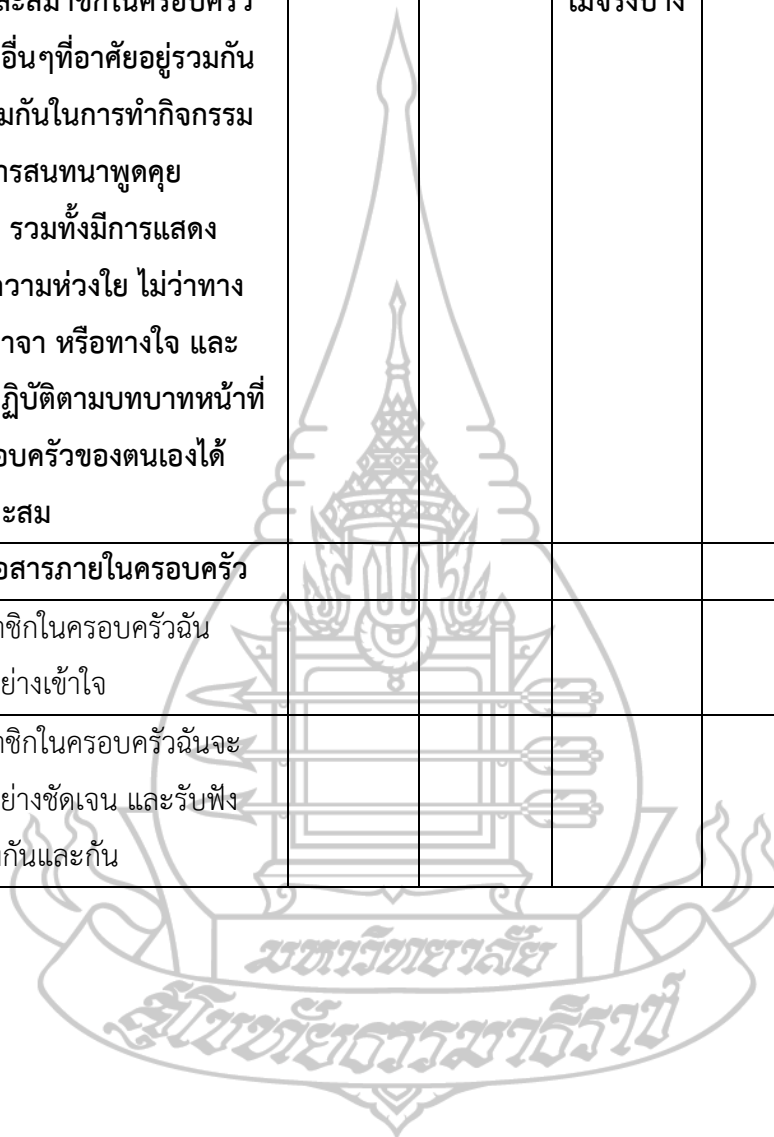 ละสมาชิกในครอบครัว
ไม่จริงบ้าง
อื่นๆที่อาศัยอยู่รวมกัน
มกันในการทำกิจกรรม
ารสนทนาพูดคุย
รวมทั้งมีการแสดง
ความห่วงใย ไม่ว่าทาง
าจา หรือทางใจ และ
ฏิบัติตามบทบาทหน้าที่
อบครัวของตนเองได้
ะสม
อสารภายในครอบครัว
าชิกในครอบครัวฉัน
ย่างเข้าใจ
าชิกในครอบครัวฉันจะ
ย่างชัดเจน และรับฟัง
กันและกัน
มหาวิทยาลัย
สุโขทัยธรรมาธิราช